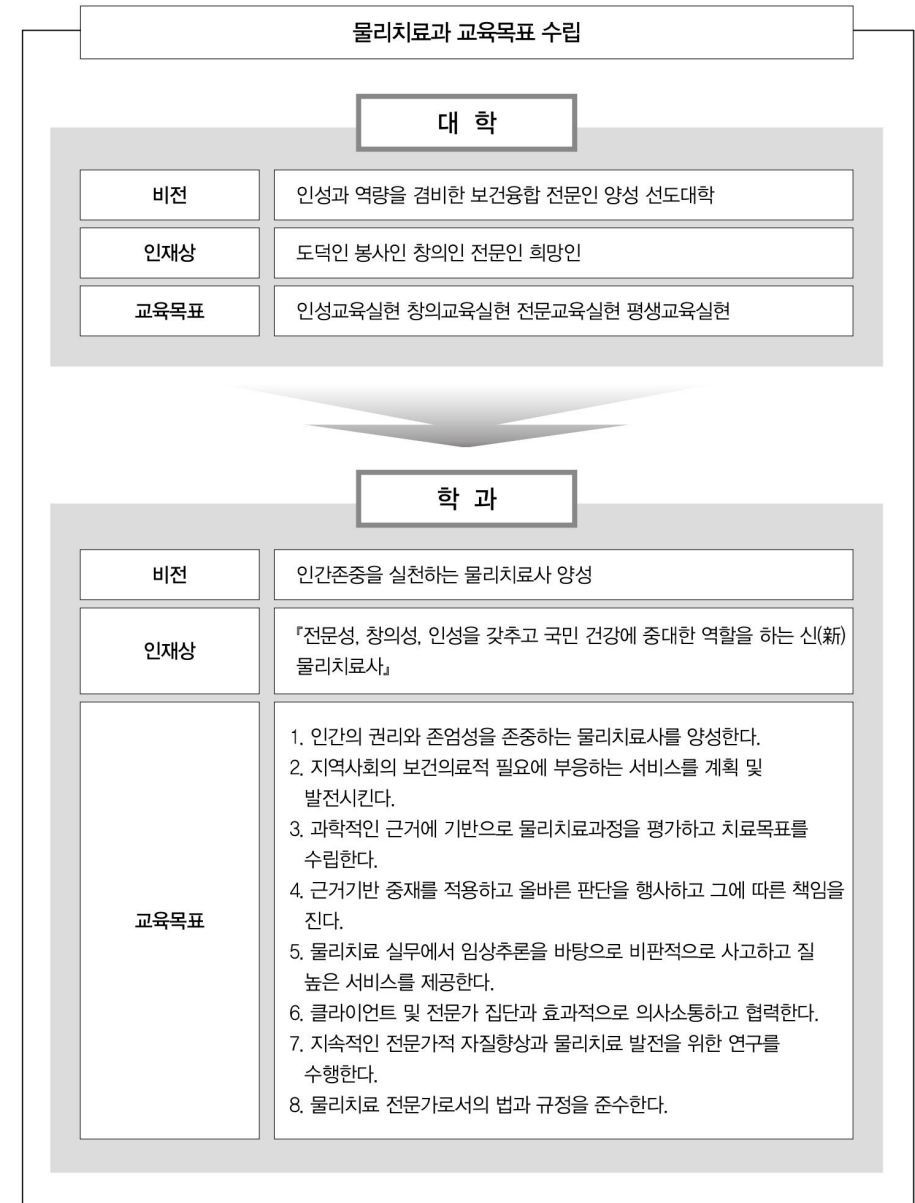 물리치료과 교육목표 수립
대 학
비전
인성과 역량을 겸비한 보건융합 전문인 양성 선도대학
인재상
도덕인 봉사인 창의인 전문인 희망인
교육목표
인성교육실현 창의교육실현 전문교육실현 평생교육실현
학 과
비전
인간존중을 실천하는 물리치료사 양성
인재상
『전문성, 창의성, 인성을 갖추고 국민 건강에 중대한 역할을 하는 신(新)
물리치료사』
교육목표
1. 인간의 권리와 존엄성을 존중하는 물리치료사를 양성한다.
2. 지역사회의 보건의료적 필요에 부응하는 서비스를 계획 및
발전시킨다.
3. 과학적인 근거에 기반으로 물리치료과정을 평가하고 치료목표를
수립한다.
4. 근거기반 중재를 적용하고 올바른 판단을 행사하고 그에 따른 책임을
진다.
5. 물리치료 실무에서 임상추론을 바탕으로 비판적으로 사고하고 질
높은 서비스를 제공한다.
6. 클라이언트 및 전문가 집단과 효과적으로 의사소통하고 협력한다.
7. 지속적인 전문가적 자질향상과 물리치료 발전을 위한 연구를
수행한다.
8. 물리치료 전문가로서의 법과 규정을 준수한다.